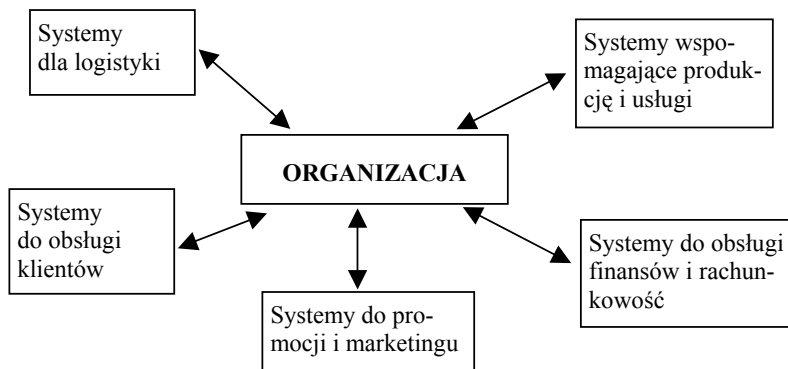 Systemy
dla logistyki
Systemy wspo-
magające produk-
cję i usługi
ORGANIZACJA
Systemy
do obsługi
klientów
Systemy do obsługi
finansów i rachun-
kowość
Systemy do pro-
mocji i marketingu